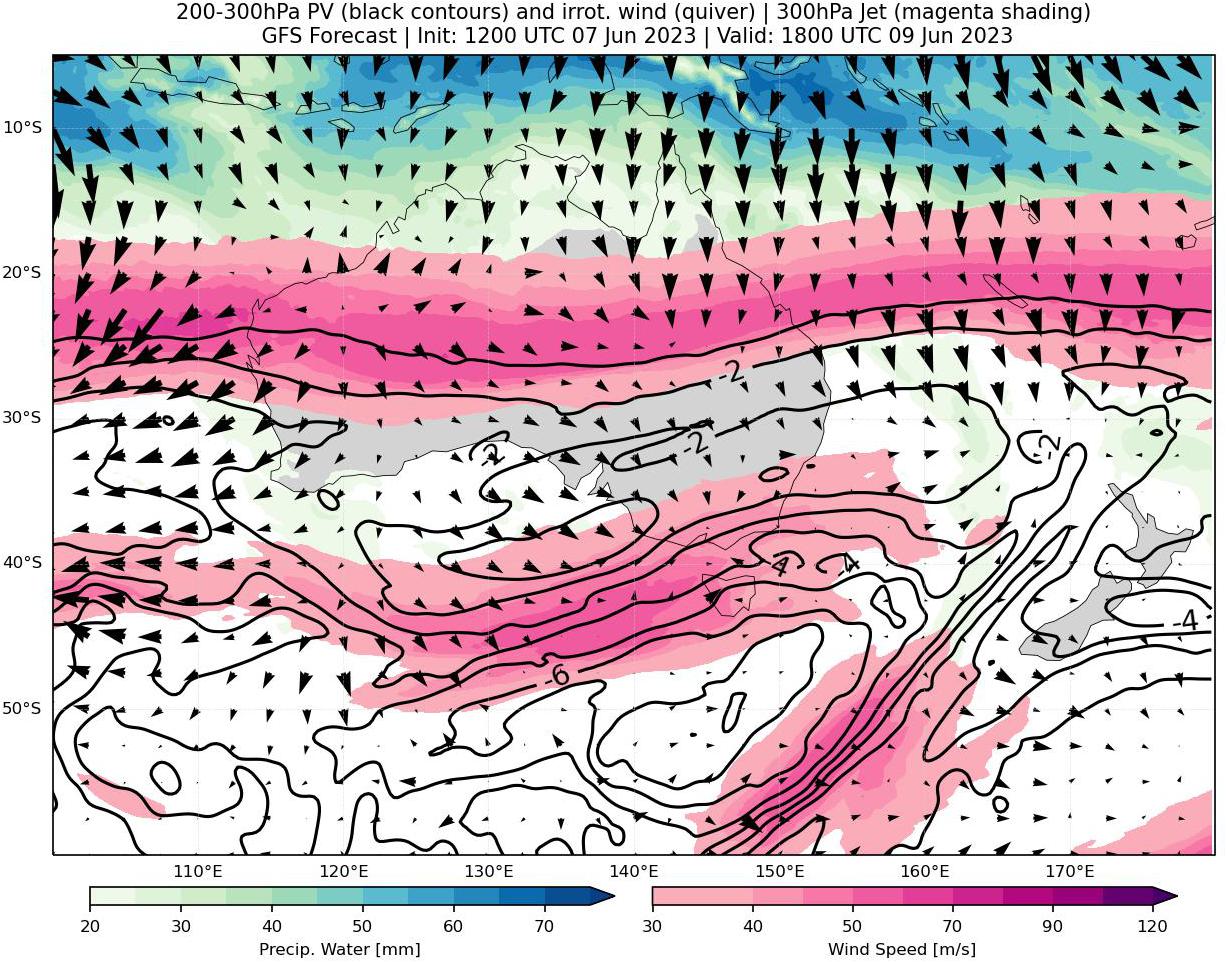 200-300hPa PV (black contours) and irrot. wind (quiver) | 300hPa Jet (magenta shading)
GFS Forecast | Init: 1200 UTC 07 Jun 2023 | Valid: 1800 UTC 09 Jun 2023
10°S
20°S
-2
30°S
-2 -2 -2
40°S
-4 -4
-4
-6
50°S
110°E 120°E 130°E 140°E 150°E 160°E 170°E
20 30 40 50 60 70 30 40 50 70 90 120
Precip. Water [mm] Wind Speed [m/s]